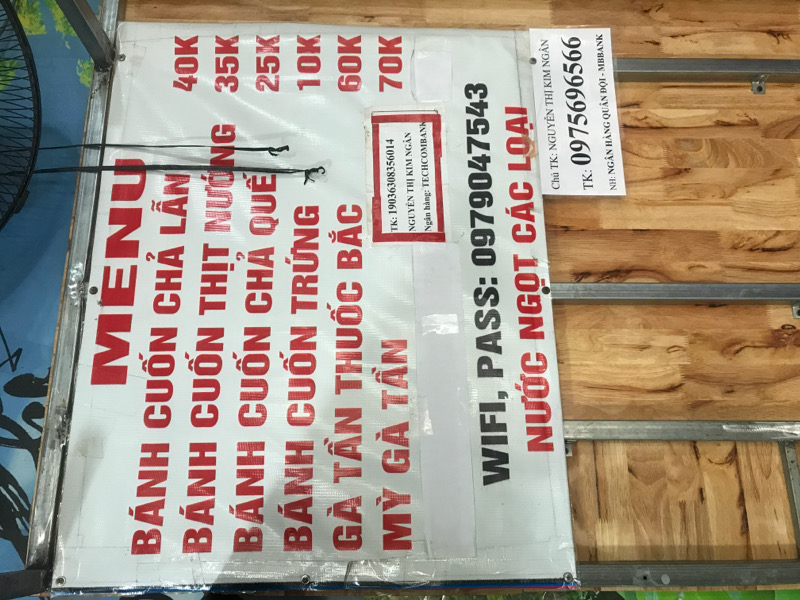 MENU
BÁNH CUỐN CHẢ LẪN 40K
BÁNH CUỐN THỊT NƯỚNG 35K
BÁNH CUỐN CHẢ QUẾ 25K
BÁNH CUỐN TRỨNG 10K
GÀ TẦN THUỐC BẮC 60K
MỲ GÀ TẦN 70K
TK: 19036308356014
NGUYỄN THỊ KIM NGÂN
Ngân hàng: TECHCOMBANK
WIFI, PASS: 0979047543
NƯỚC NGỌT CÁC LOẠI
Chủ TK: NGUYỄN THỊ KIM NGÂN
TK: 0975696566
NH: NGÂN HÀNG QUÂN ĐỘI - MBBANK